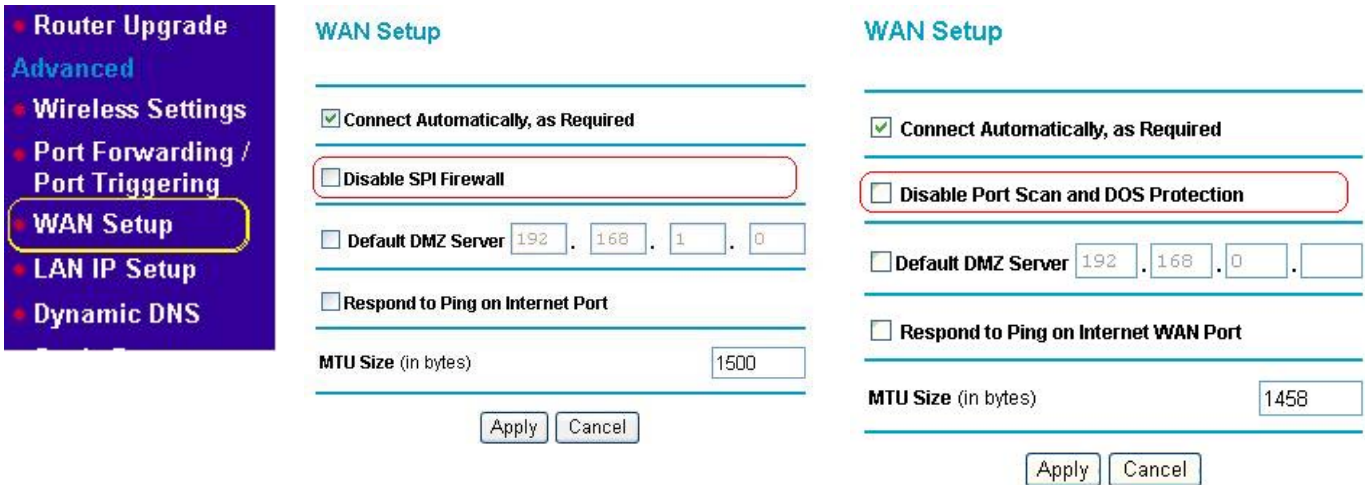 Router Upgrade
Advanced
Wireless Settings
Port Forwarding /
Port Triggering
WAN Setup
LAN IP Setup
Dynamic DNS
WAN Setup
Connect Automatically, as Required
Disable SPI Firewall
Default DMZ Server 192 . 168 . 1 . 0
Respond to Ping on Internet Port
MTU Size (in bytes) 1500
Apply Cancel
WAN Setup
Connect Automatically, as Required
Disable Port Scan and DOS Protection
Default DMZ Server 192 . 168 . 0 .
Respond to Ping on Internet WAN Port
MTU Size (in bytes) 1458
Apply Cancel